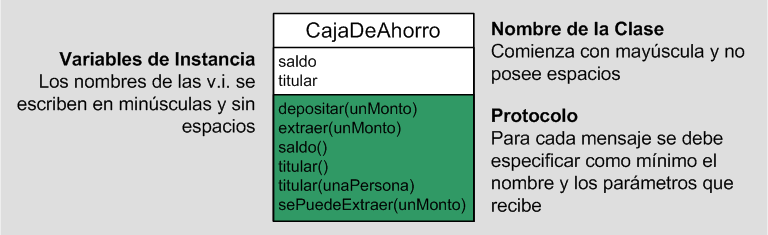 Variables de Instancia
Los nombres de las v.i. se
escriben en minúsculas y sin
espacios
CajaDeAhorro
saldo
titular
depositar(unMonto)
extraer(unMonto)
saldo()
titular()
titular(unaPersona)
sePuedeExtraer(unMonto)
Nombre de la Clase
Comienza con mayúscula y no
posee espacios
Protocolo
Para cada mensaje se debe
especificar como mínimo el
nombre y los parámetros que
recibe